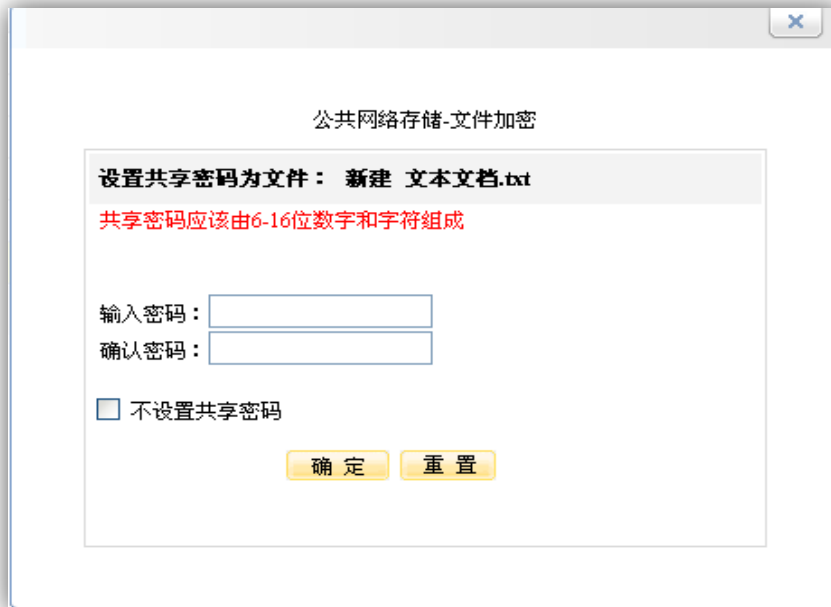 公共网络存储-文件加密
设置共享密码为文件： 新建 文本文档.txt
共享密码应该由6-16位数字和字符组成
输入密码：
确认密码：
不设置共享密码
确 定 重 置